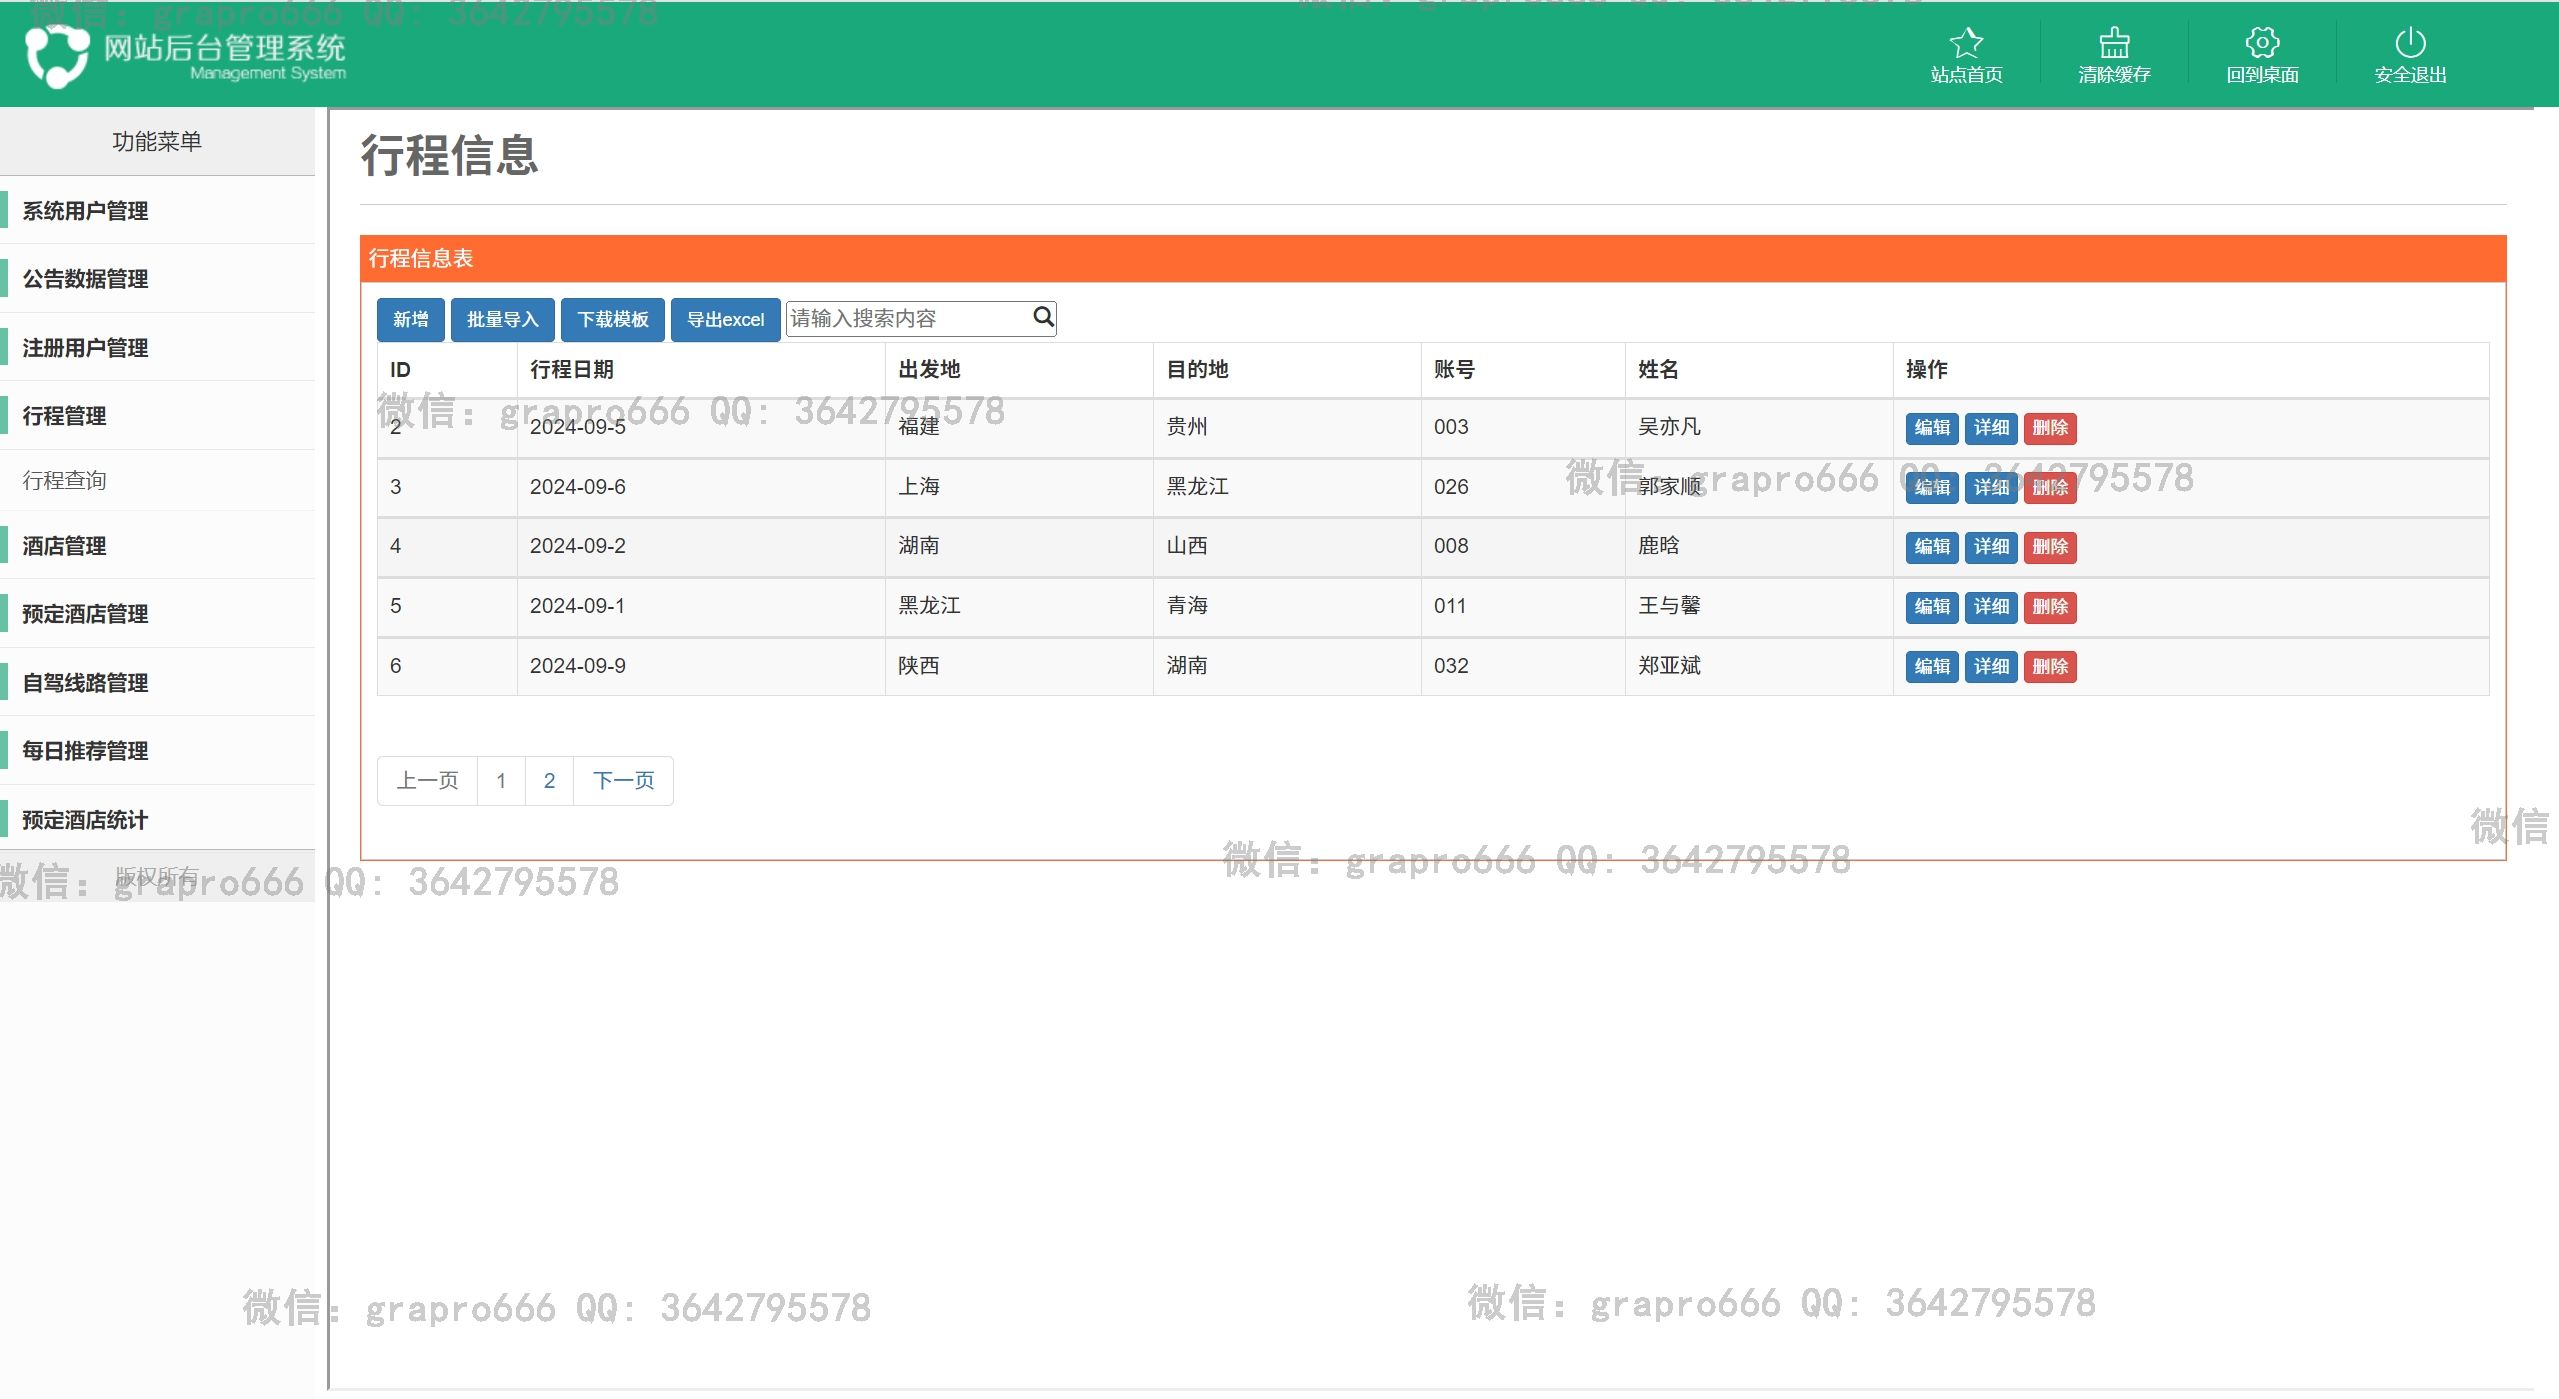 微信: grapro666 QQ: 3642795578
网站后台管理系统
Management System
站点首页 清除缓存 回到桌面 安全退出
功能菜单
系统用户管理
公告数据管理
注册用户管理
行程管理
行程查询
酒店管理
预定酒店管理
自驾线路管理
每日推荐管理
预定酒店统计
版权所有
行程信息
行程信息表
新增 批量导入 下载模板 导出excel 请输入搜索内容
ID 行程日期 出发地 目的地 账号 姓名 操作
微信: grapro666 QQ: 3642795578
2 2024-09-5 福建 贵州 003 吴亦凡 编辑 详细 删除
微信: grapro666 QQ: 3642795578
3 2024-09-6 上海 黑龙江 026 郭家顺 编辑 详细 删除
4 2024-09-2 湖南 山西 008 鹿晗 编辑 详细 删除
5 2024-09-1 黑龙江 青海 011 王与馨 编辑 详细 删除
6 2024-09-9 陕西 湖南 032 郑亚斌 编辑 详细 删除
上一页 1 2 下一页
微信
微信: grapro666 QQ: 3642795578
微信: grapro666 QQ: 3642795578
微信: grapro666 QQ: 3642795578
微信: grapro666 QQ: 3642795578